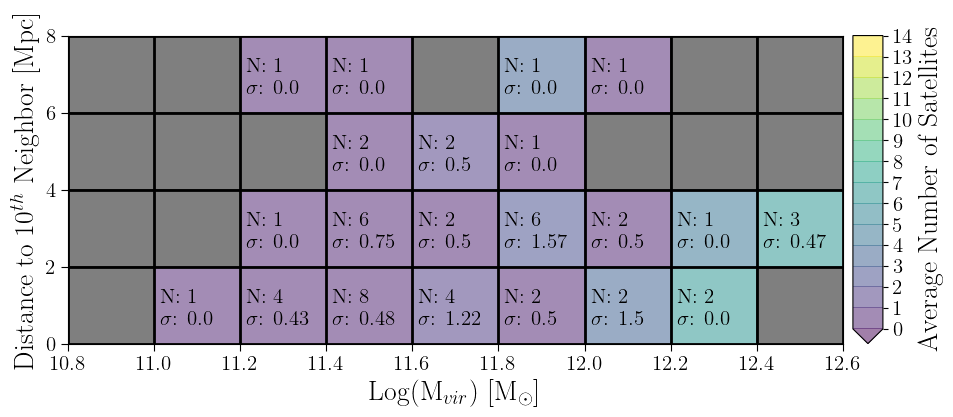 Distance to 10th Neighbor [Mpc]
8
6
4
2
0
N: 1
σ: 0.0
N: 1
σ: 0.0
N: 1
σ: 0.0
N: 1
σ: 0.0
N: 2
σ: 0.0
N: 2
σ: 0.5
N: 1
σ: 0.0
N: 1
σ: 0.0
N: 6
σ: 0.75
N: 2
σ: 0.5
N: 6
σ: 1.57
N: 2
σ: 0.5
N: 1
σ: 0.0
N: 3
σ: 0.47
N: 1
σ: 0.0
N: 4
σ: 0.43
N: 8
σ: 0.48
N: 4
σ: 1.22
N: 2
σ: 0.5
N: 2
σ: 1.5
N: 2
σ: 0.0
10.8 11.0 11.2 11.4 11.6 11.8 12.0 12.2 12.4 12.6
Log(Mvir) [M⊙]
14
13
12
11
10
9
8
7
6
5
4
3
2
1
0
Average Number of Satellites